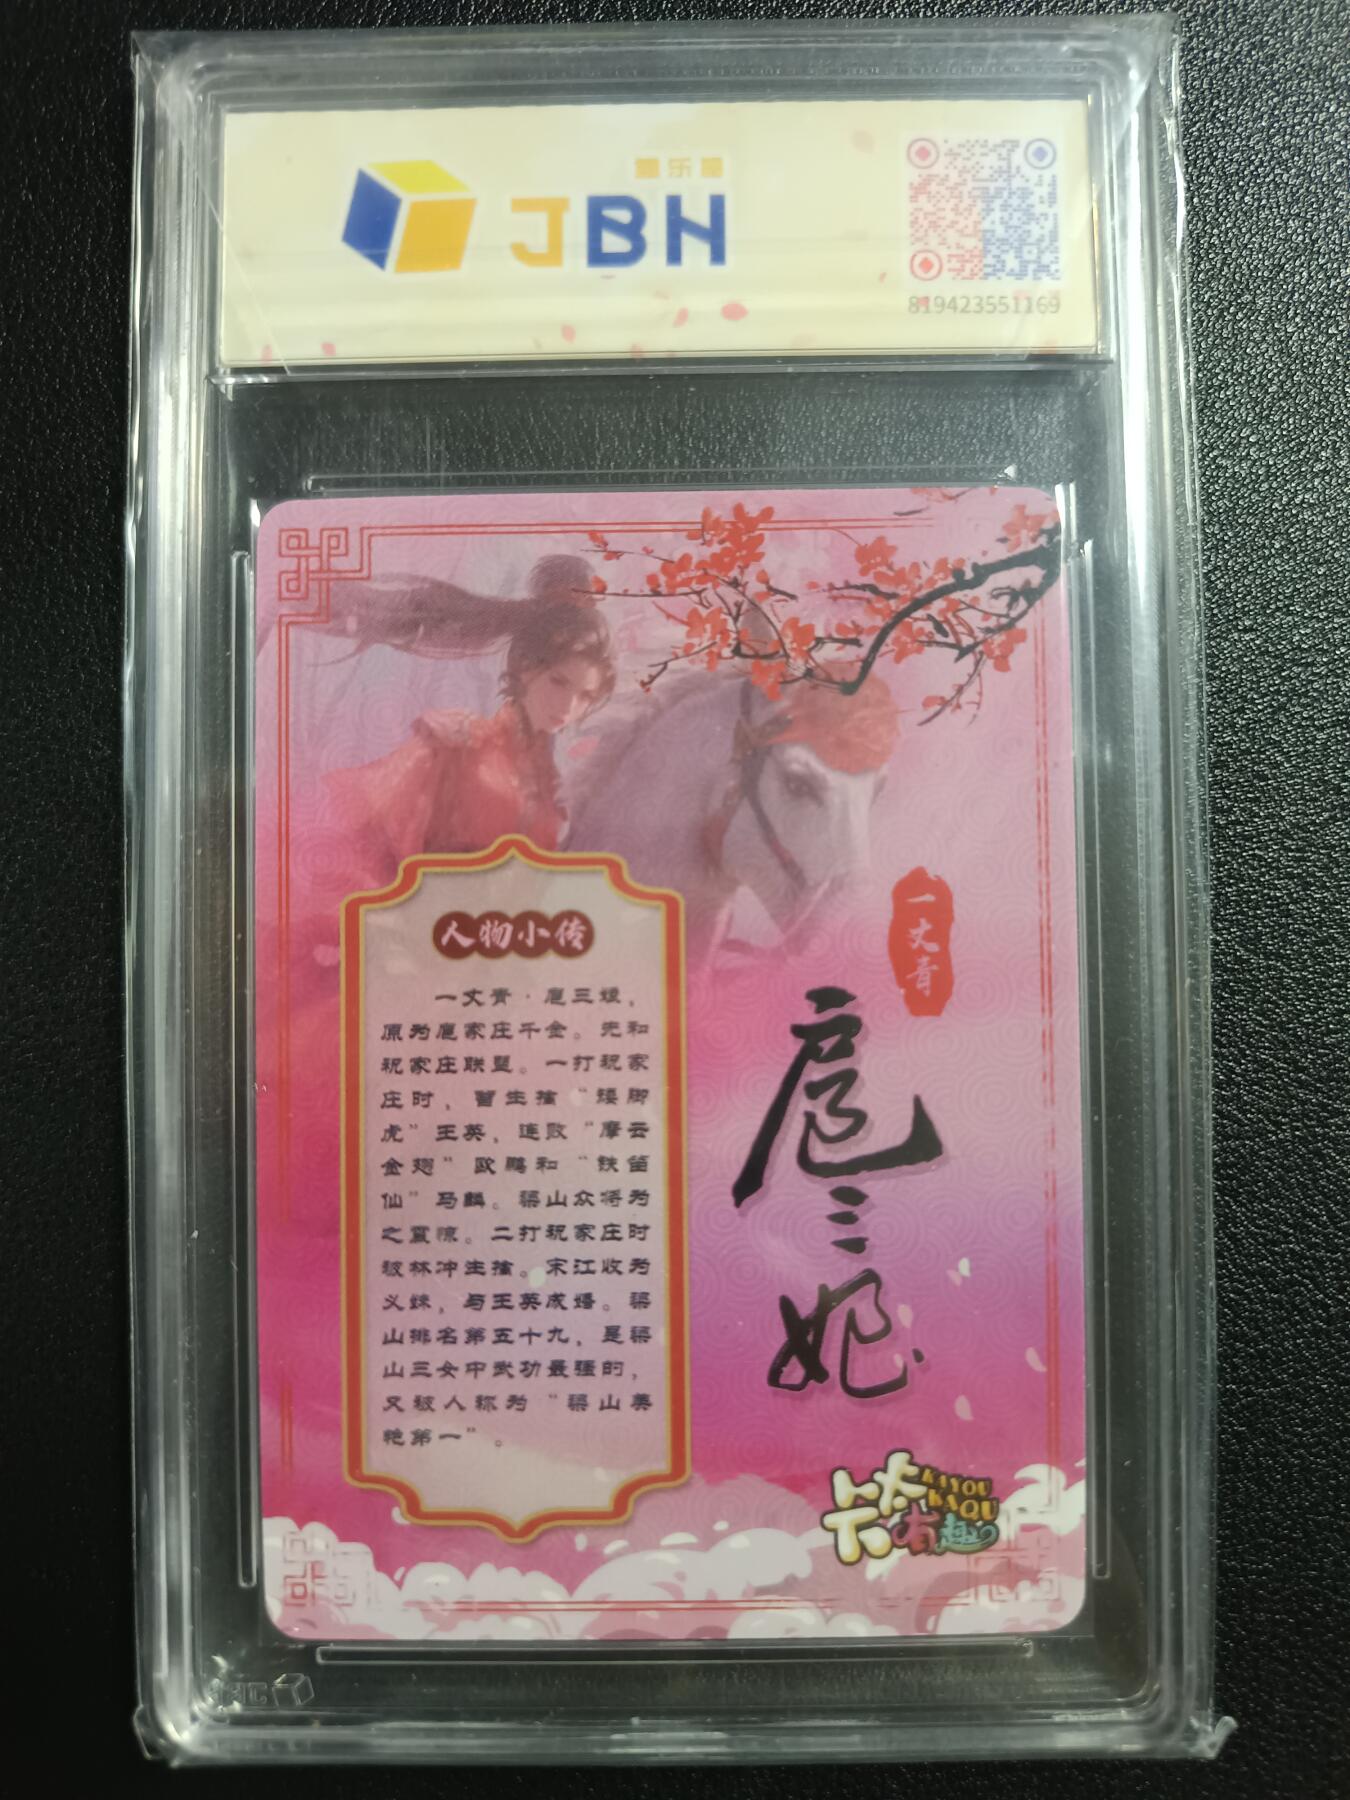 JBH
819423551169
一丈青
扈三娘
人物小传
一丈青·扈三娘，
原为扈家庄千金。先和
祝家庄联盟。一打祝家
庄时，曾生擒“矮脚
虎”王英，连败“摩云
金翅”欧鹏和“铁笛
仙”马麟。梁山众将为
之震惊。二打祝家庄时
被林冲生擒。宋江收为
义妹，与王英成婚。梁
山排名第五十九，是梁
山三女中武功最强的，
又被人称为“梁山美
艳第一”。
KAYOU
KAQU
有趣